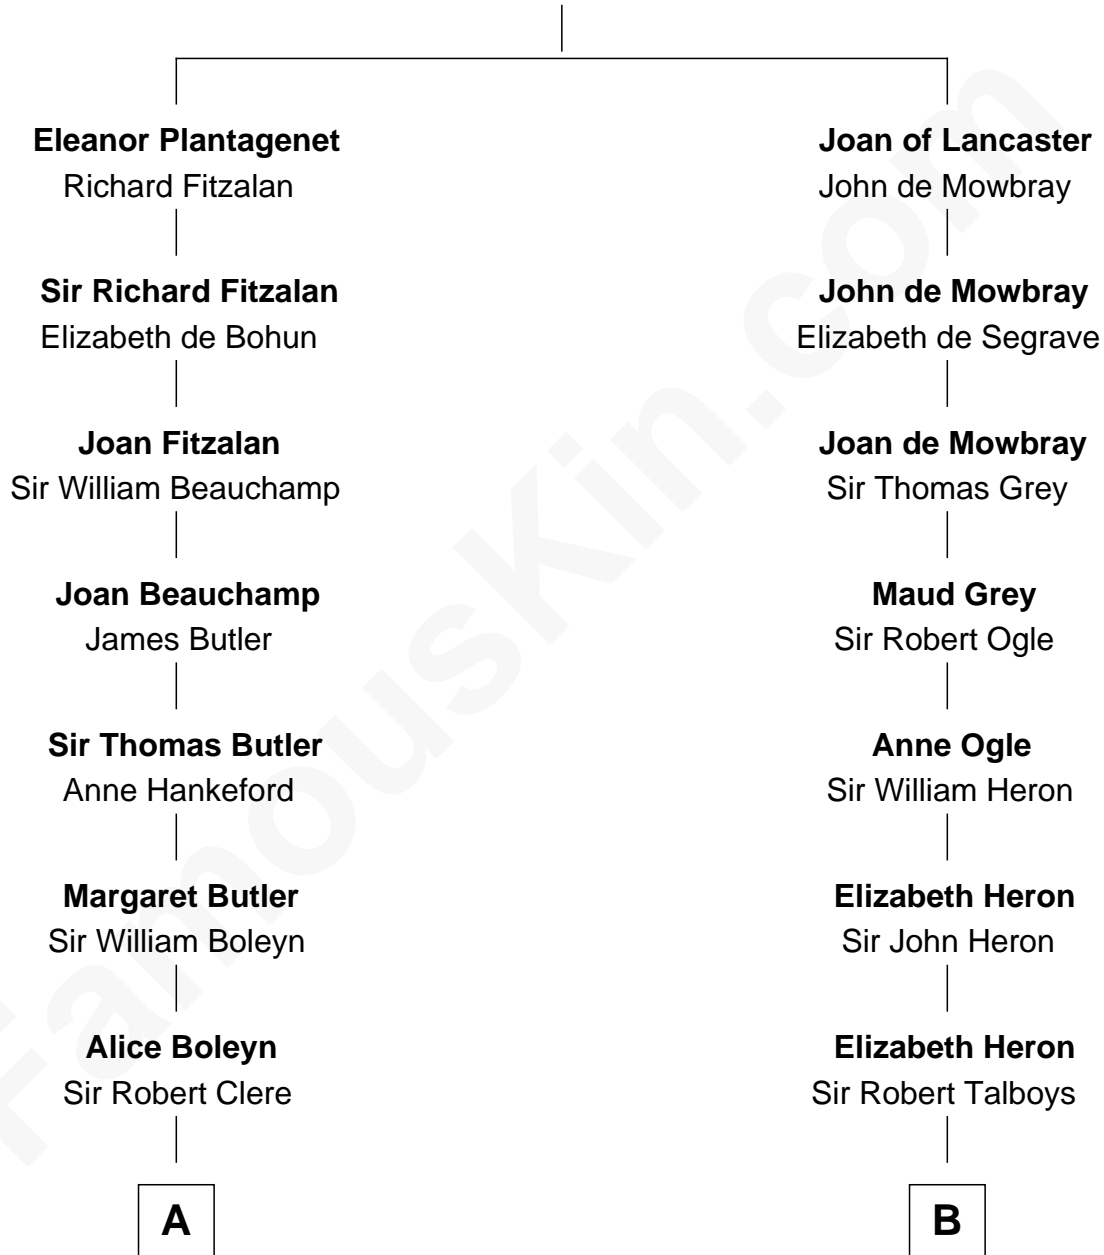 Eleanor Plantagenet
Richard Fitzalan
Sir Richard Fitzalan
Elizabeth de Bohun
Joan Fitzalan
Sir William Beauchamp
Joan Beauchamp
James Butler
Sir Thomas Butler
Anne Hankeford
Margaret Butler
Sir William Boleyn
Alice Boleyn
Sir Robert Clere
A
Joan of Lancaster
John de Mowbray
John de Mowbray
Elizabeth de Segrave
Joan de Mowbray
Sir Thomas Grey
Maud Grey
Sir Robert Ogle
Anne Ogle
Sir William Heron
Elizabeth Heron
Sir John Heron
Elizabeth Heron
Sir Robert Talboys
B
FamousKin.com